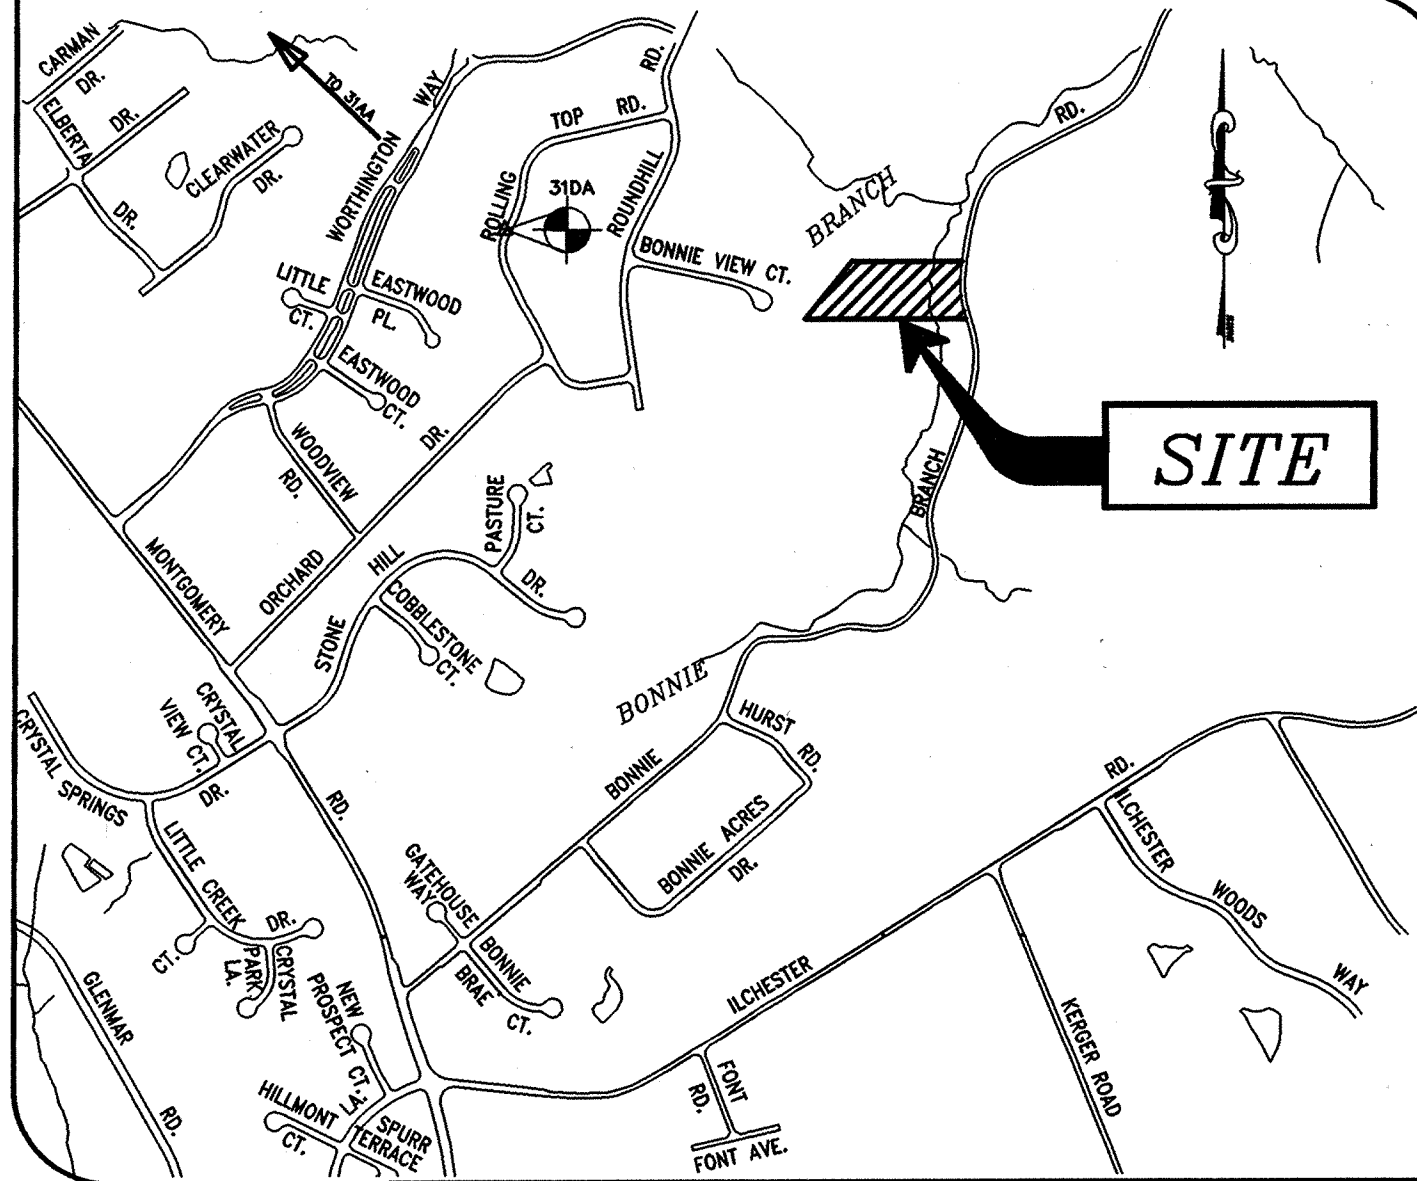 CARMAN
DR.
ELBERTA
DR.
DR.
CLEARWATER
DR.
TO 31AA
WAY
WORTHINGTON
LITTLE
CT.
EASTWOOD
PL.
EASTWOOD
CT.
WOODVIEW
RD.
TOP RD.
RD.
ROLLING
31DA
ROUNDHILL
BONNIE VIEW CT.
BRANCH
RD.
SITE
BRANCH
DR.
ORCHARD
MONTGOMERY
PASTURE
CT.
HILL
DR.
STONE
COBBLESTONE
CT.
BONNIE
CRYSTAL
VIEW CT.
CRYSTAL SPRINGS
DR.
RD.
HURST
RD.
BONNIE
BONNIE ACRES
DR.
RD.
ILCHESTER
WOODS
WAY
LITTLE CREEK
DR.
CT.
PARK
LA.
CRYSTAL
GATEHOUSE
WAY
BONNIE
BRAE
CT.
NEW
PROSPECT CT.
GLENMAR
RD.
ILCHESTER
KERGER ROAD
LA.
HILLMONT
CT.
SPURR
TERRACE
FONT
RD.
FONT AVE.